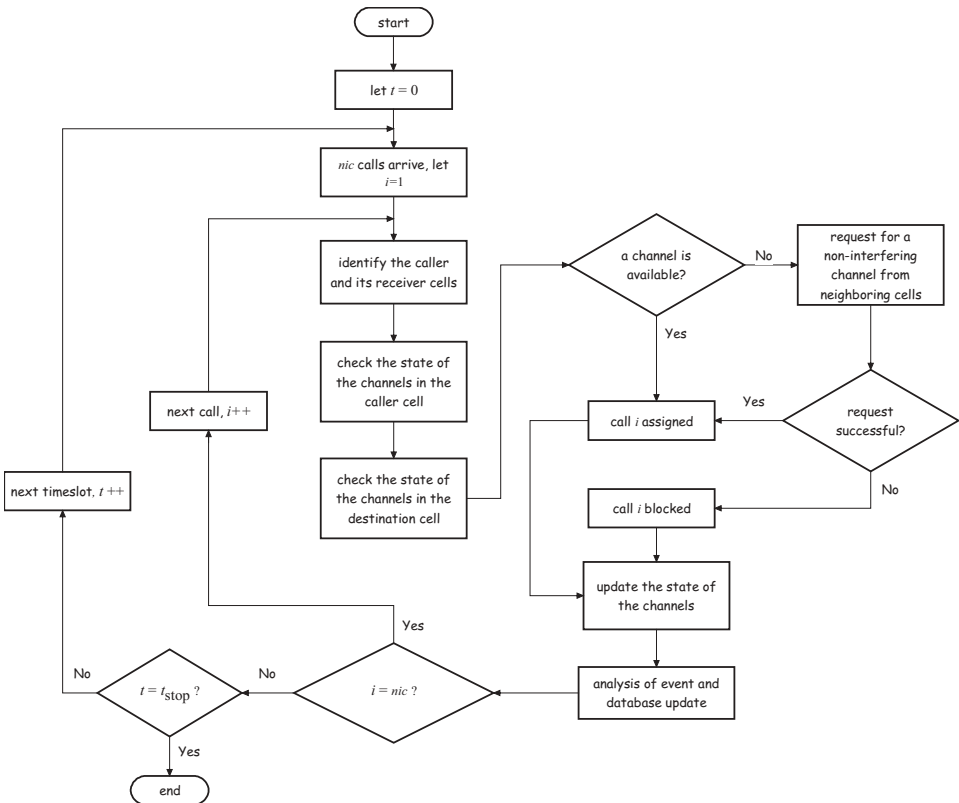 start
let t = 0
nic calls arrive, let
i=1
identify the caller
and its receiver cells
check the state of
the channels in the
caller cell
check the state of
the channels in the
destination cell
a channel is
available?
No
Yes
request for a
non-interfering
channel from
neighboring cells
request
successful?
Yes
No
call i assigned
call i blocked
update the state of
the channels
analysis of event and
database update
i = nic ?
Yes
No
next call, i++
t = tstop ?
No
Yes
next timeslot, t ++
end